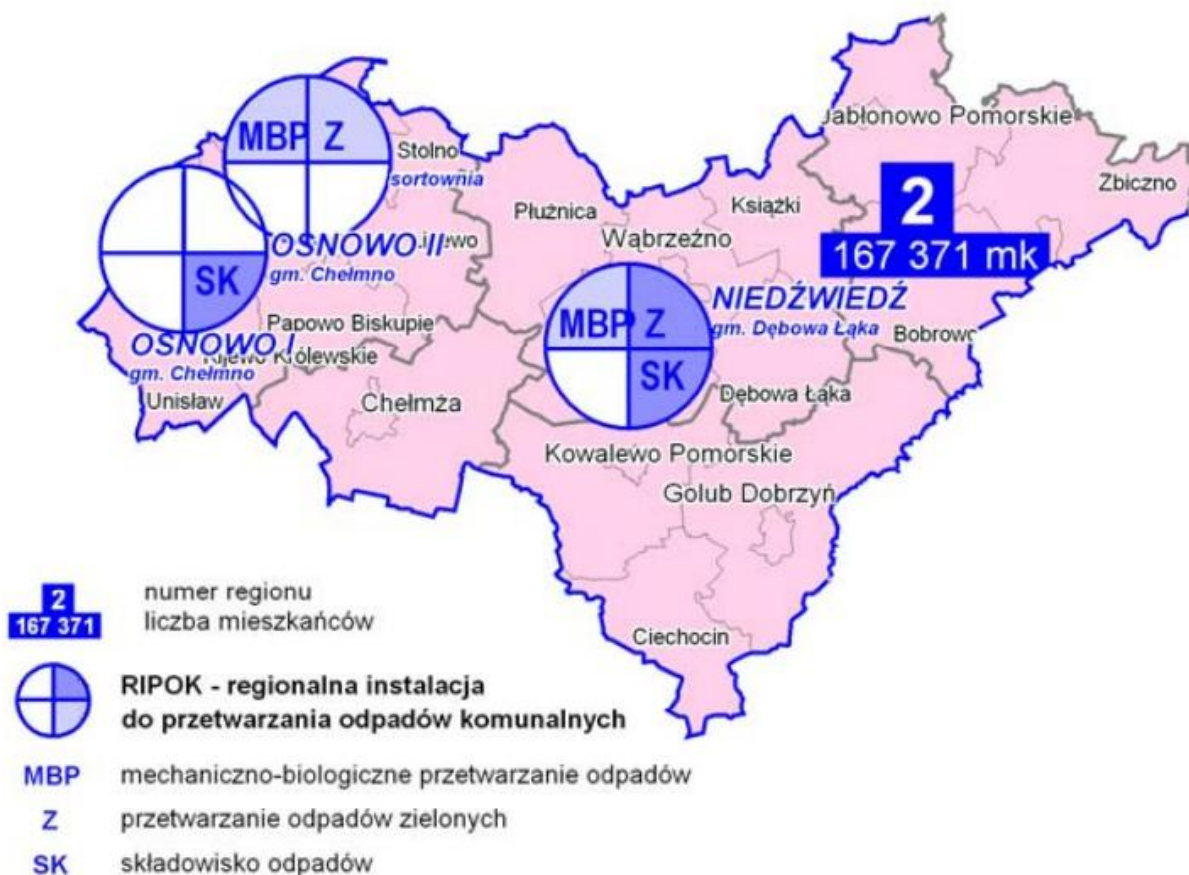 Jabłonowo Pomorskie
MBP Z
Stolno
sortownia
Zbiczno
2
167 371 mk
Płużnica
Książki
Wąbrzeźno
OSNOWO II
gm. Chełmno
SK
NIEDŹWIEDŹ
gm. Dębowa Łąka
MBP Z
SK
Papowo Biskupie
OSNOWO I
Kijewo Królewskie
gm. Chełmno
Unisław
Chełmża
Bobrowo
Dębowa Łąka
Kowalewo Pomorskie
Golub Dobrzyń
Ciechocin
2
167 371
numer regionu
liczba mieszkańców
RIPOK - regionalna instalacja
do przetwarzania odpadów komunalnych
MBP mechaniczno-biologiczne przetwarzanie odpadów
Z przetwarzanie odpadów zielonych
SK składowisko odpadów